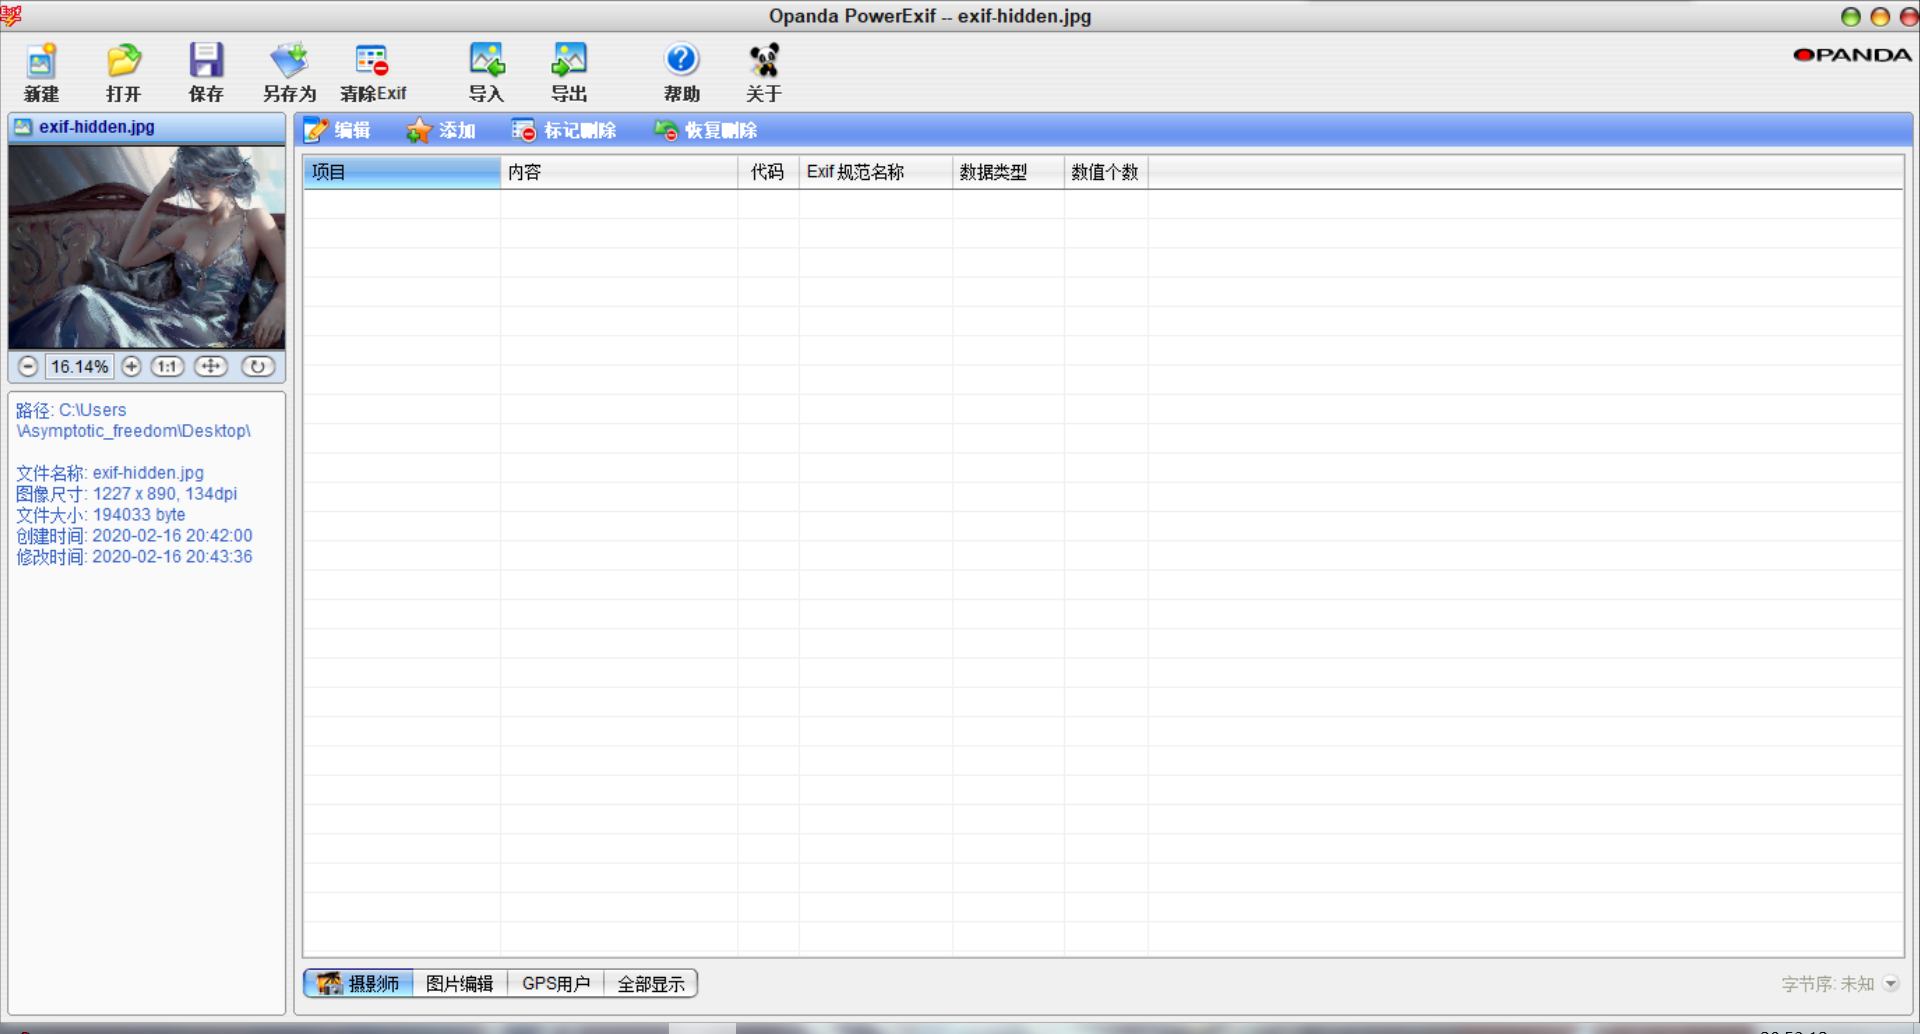 Opanda PowerExif -- exif-hidden.jpg
新建 打开 保存 另存为 清除Exif 导入 导出 帮助 关于
OPANDA
exif-hidden.jpg
编辑 添加 标记删除 恢复删除
项目 内容 代码 Exif 规范名称 数据类型 数值个数
16.14% 1:1
路径: C:\Users
\Asymptotic_freedom\Desktop\
文件名称: exif-hidden.jpg
图像尺寸: 1227 x 890, 134dpi
文件大小: 194033 byte
创建时间: 2020-02-16 20:42:00
修改时间: 2020-02-16 20:43:36
摄影师 图片编辑 GPS用户 全部显示
字节序: 未知